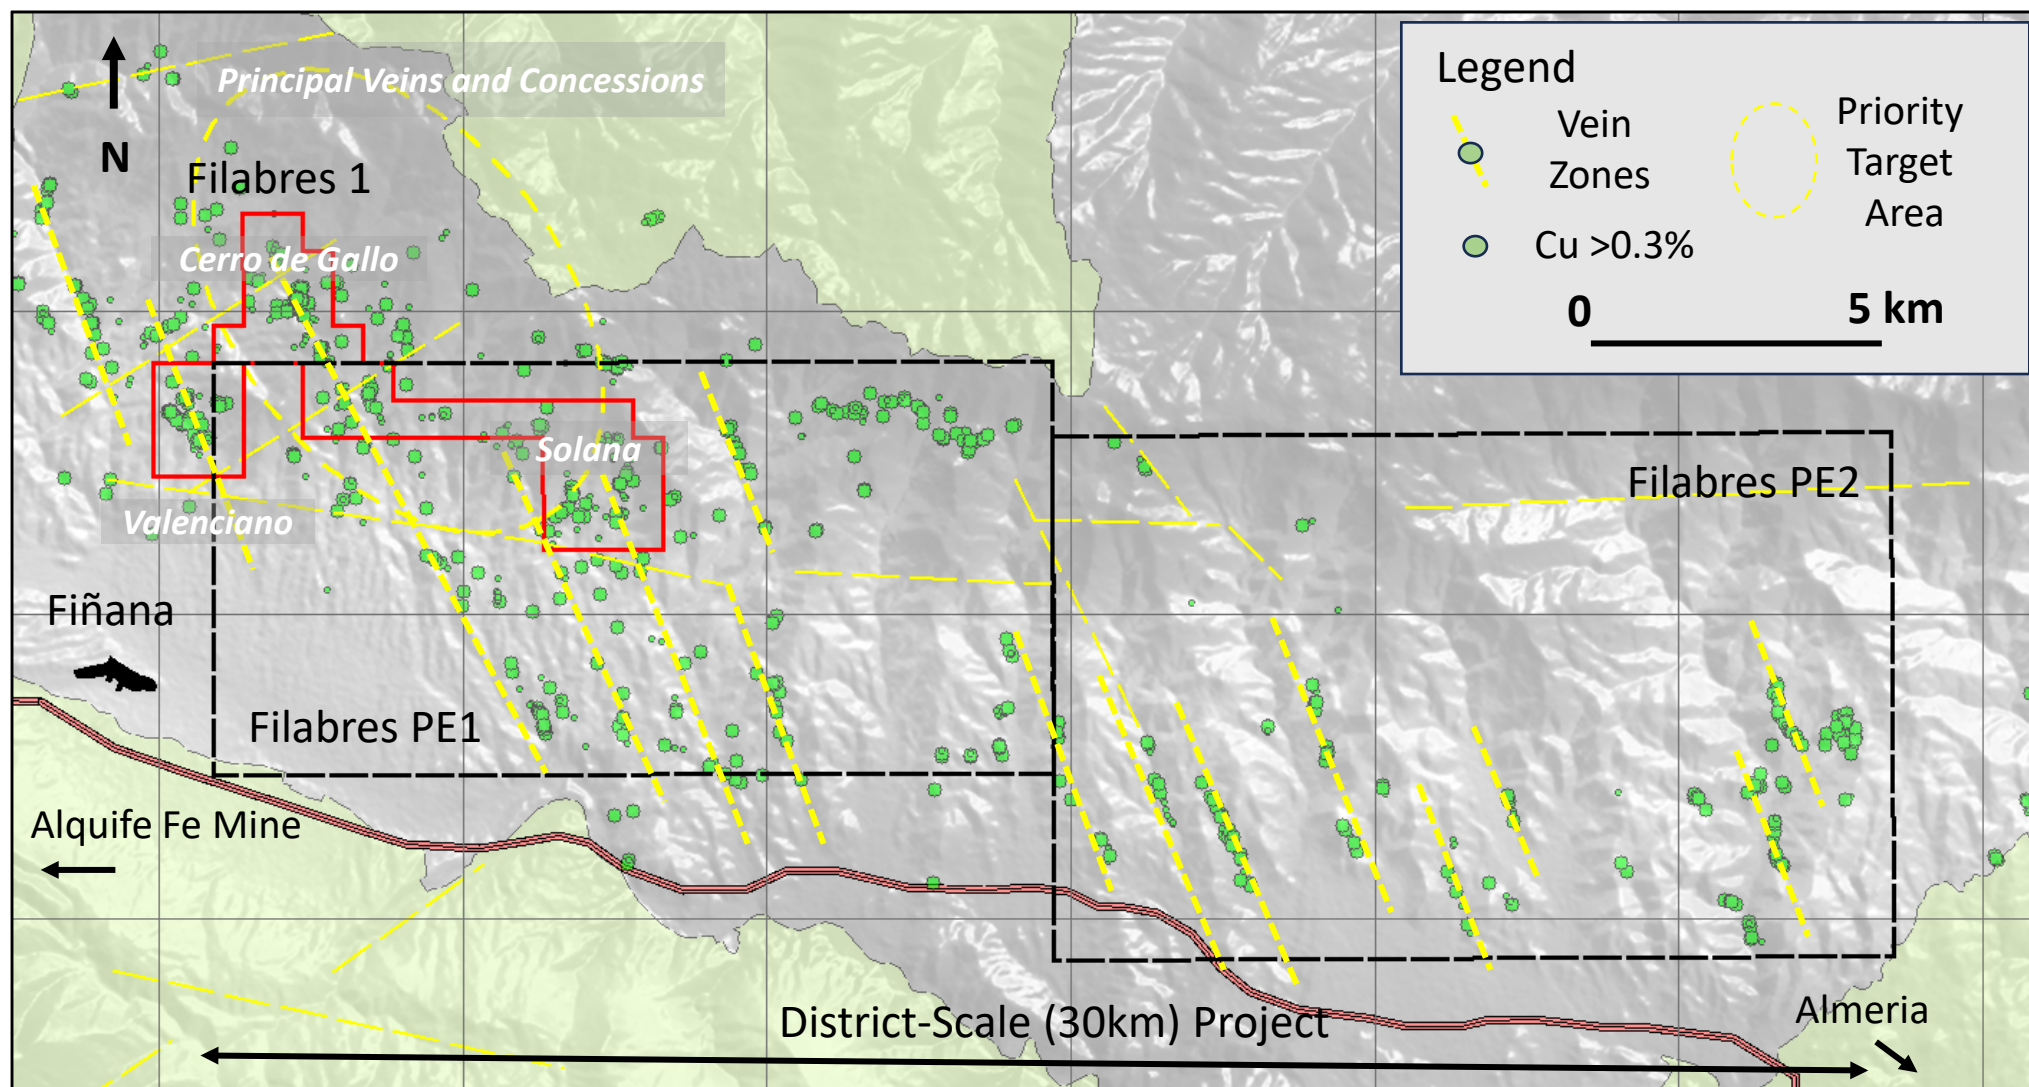 Principal Veins and Concessions
N
Filabres 1
Cerro de Gallo
Solana
Valenciano
Fiñana
Filabres PE1
Filabres PE2
Alquife Fe Mine
District-Scale (30km) Project
Almeria
Legend
Vein
Zones
Priority
Target
Area
Cu >0.3%
0
5 km